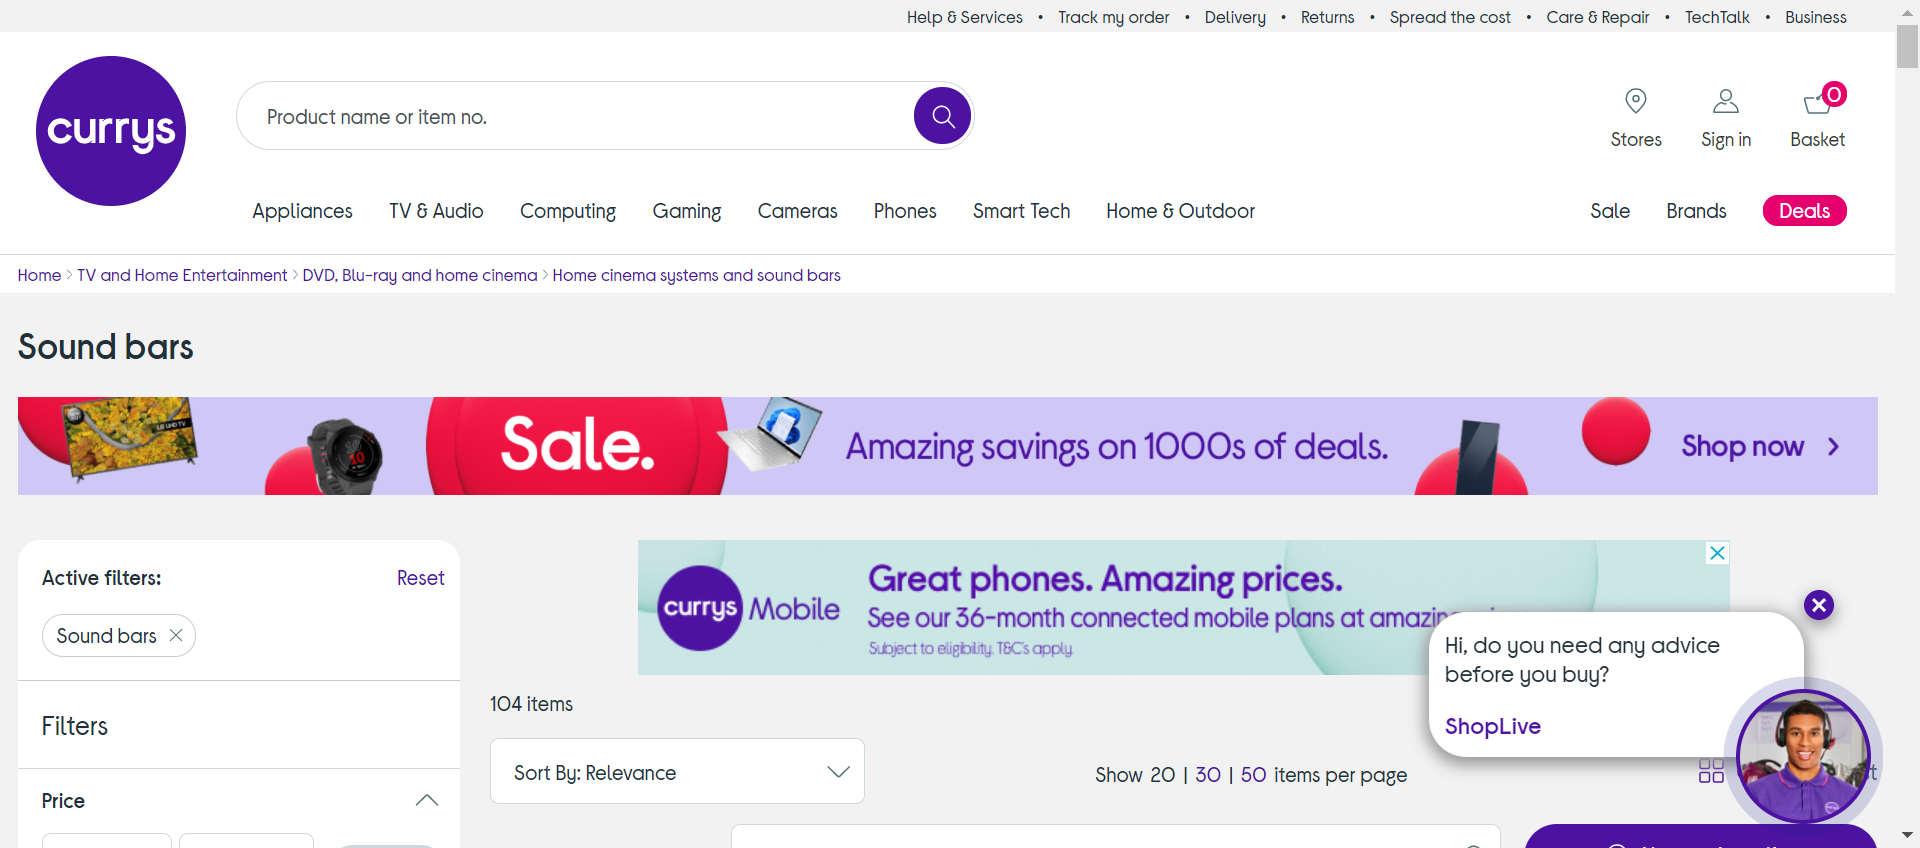 Help & Services • Track my order • Delivery • Returns • Spread the cost • Care & Repair • TechTalk • Business
currys
Product name or item no.
Stores
Sign in
0
Basket
Appliances TV & Audio Computing Gaming Cameras Phones Smart Tech Home & Outdoor Sale Brands Deals
Home > TV and Home Entertainment > DVD, Blu-ray and home cinema > Home cinema systems and sound bars
Sound bars
LG UHD TV
Sale.
Amazing savings on 1000s of deals.
Shop now
Active filters:
Reset
Sound bars
Filters
Price
currys Mobile
Great phones. Amazing prices.
See our 36-month connected mobile plans at amazing
Subject to eligibility. T&C's apply.
Hi, do you need any advice
before you buy?
ShopLive
104 items
Sort By: Relevance
Show 20 | 30 | 50 items per page